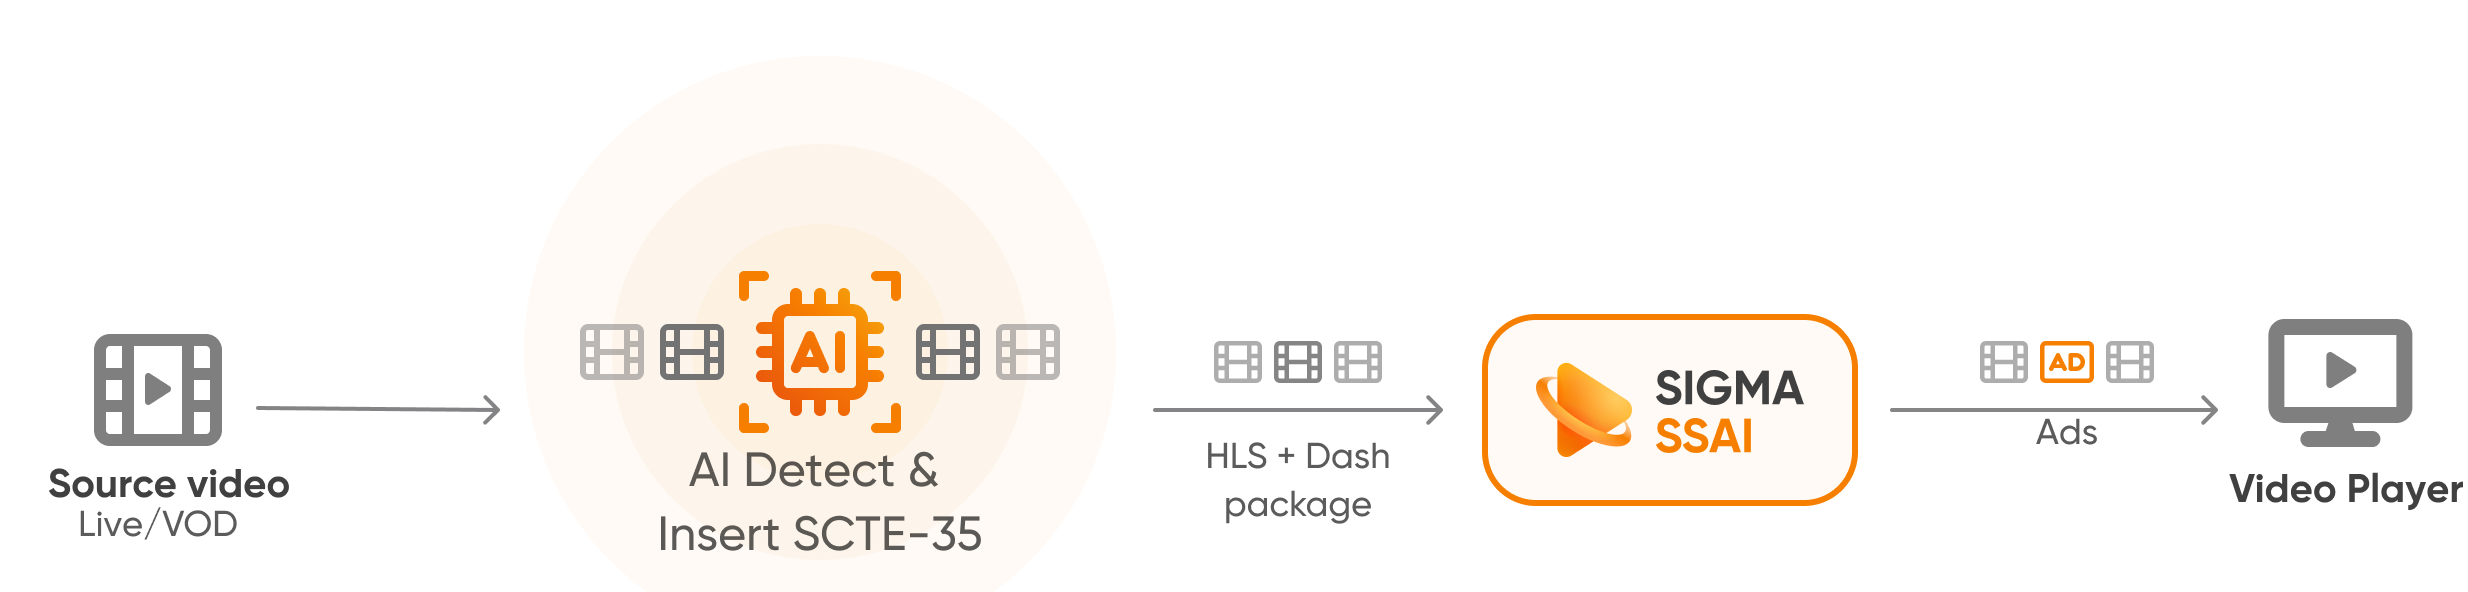 Source video
Live/VOD
AI
AI Detect &
Insert SCTE-35
HLS + Dash
package
SIGMA
SSAI
AD
Ads
Video Player